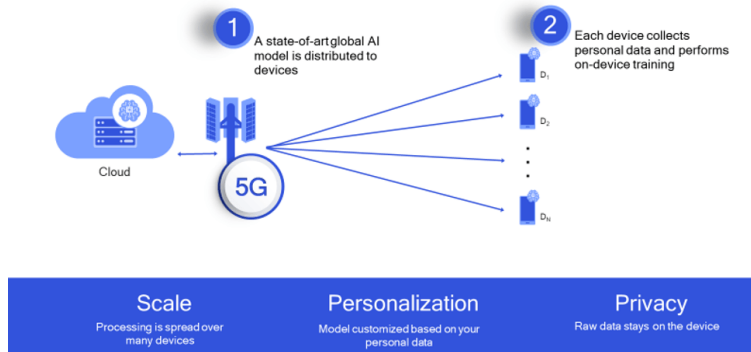 1
A state-of-artglobal AI
model is distributed to
devices
2
Each device collects
personal data and performs
on-device training
D1
D2
DN
Cloud
5G
Scale
Processing is spread over
many devices
Personalization
Model customized based on your
personal data
Privacy
Raw data stays on the device